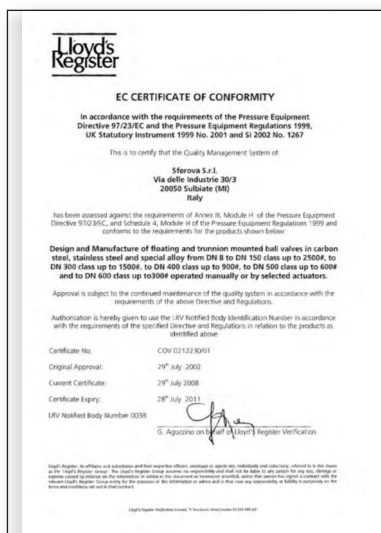 Lloyd's
Register
EC CERTIFICATE OF CONFORMITY
In accordance with the requirements of the Pressure Equipment
Directive 97/23/EC and the Pressure Equipment Regulations 1999,
UK Statutory Instrument 1999 No. 2001 and SI 2002 No. 1267
This is to certify that the Quality Management System of:
Sferova S.r.l.
Via delle Industrie 30/3
20050 Sulbiate (MI)
Italy
has been assessed against the requirements of Annex III, Module H of the Pressure Equipment
Directive 97/23/EC, and Schedule 4, Module H of the Pressure Equipment Regulations 1999 and
conforms to the requirements for the products shown below:
Design and Manufacture of floating and trunnion mounted ball valves in carbon
steel, stainless steel and special alloy from DN 8 to DN 150 class up to 2500#, to
DN 300 class up to 1500#, to DN 400 class up to 900#, to DN 500 class up to 600#
and to DN 600 class up to300# operated manually or by selected actuators.
Approval is subject to the continued maintenance of the quality system in accordance with the
requirements of the above Directive and Regulations.
Authorisation is hereby given to use the LRV Notified Body Identification Number in accordance
with the requirements of the specified Directive and Regulations in relation to the products as
identified above
Certificate No. COV 0212230/01
Original Approval: 29th July 2002
Current Certificate: 29th July 2008
Certificate Expiry: 28th July 2011
LRV Notified Body Number 0038
G. Agozzino on behalf of Lloyd's Register Verification